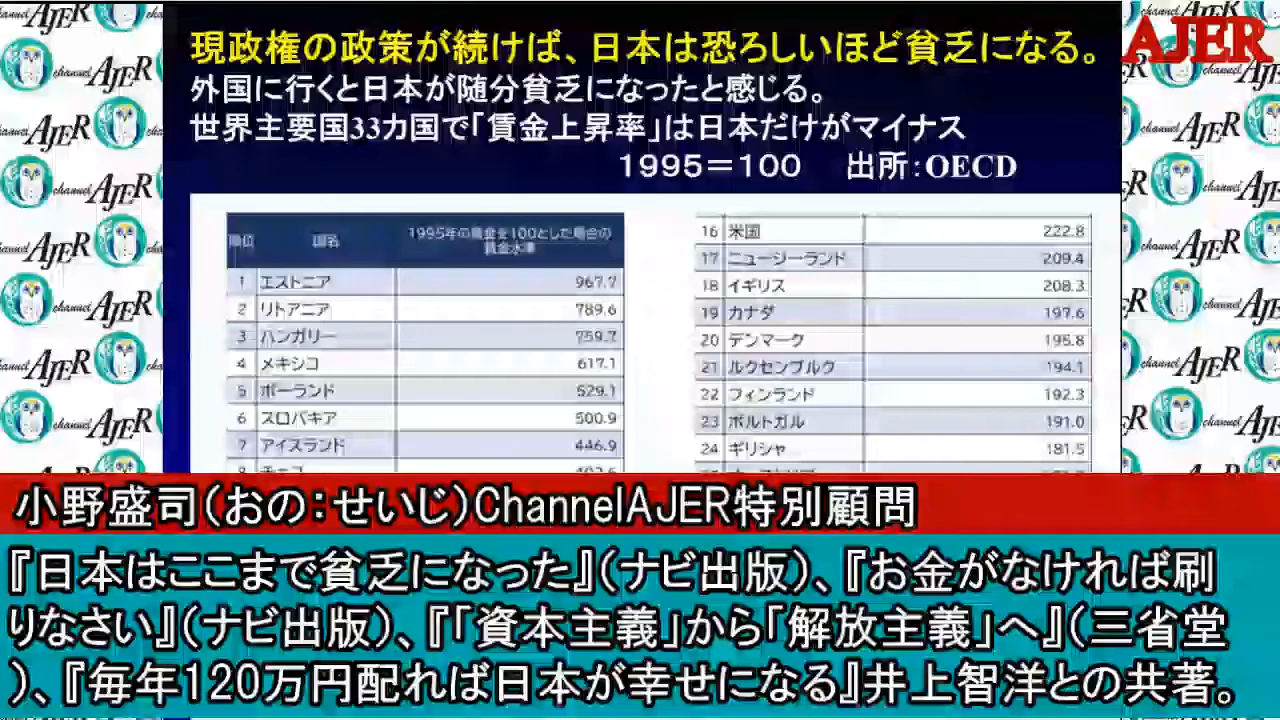 現政権の政策が続けば、日本は恐ろしいほど貧乏になる。
外国に行くと日本が随分貧乏になったと感じる。
世界主要国33カ国で「賃金上昇率」は日本だけがマイナス
1995＝100 出所：OECD
AJER
channel AJER
順位 国名 1995年の賃金を100とした場合の
賃金水準
1 エストニア 967.7
2 リトアニア 789.6
3 ハンガリー 759.7
4 メキシコ 617.1
5 ポーランド 529.1
6 スロバキア 500.9
7 アイスランド 446.9
16 米国 222.8
17 ニュージーランド 209.4
18 イギリス 208.3
19 カナダ 197.6
20 デンマーク 195.8
21 ルクセンブルク 194.1
22 フィンランド 192.3
23 ポルトガル 191.0
24 ギリシャ 181.5
小野盛司（おの：せいじ）ChannelAJER特別顧問
『日本はここまで貧乏になった』（ナビ出版）、『お金がなければ刷
りなさい』（ナビ出版）、『「資本主義」から「解放主義」へ』（三省堂
）、『毎年120万円配れば日本が幸せになる』井上智洋との共著。